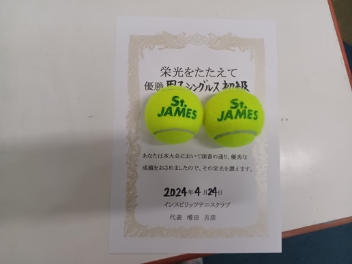 栄光をたたえて
優勝 男子シングルス 初級
St.
JAMES
St.
JAMES
あなたは本大会において頭書の通り、優秀な
成績をおさめましたので、その栄光を讃えます。
2024年4月24日
インスピリッツテニスクラブ
代表